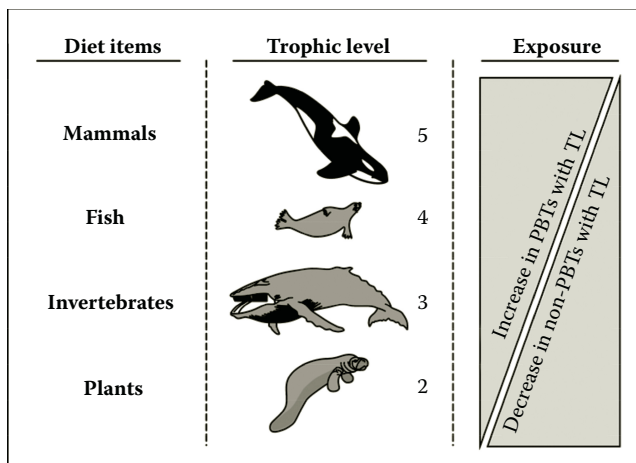 Diet items Trophic level Exposure
Mammals 5
Fish 4
Invertebrates 3
Plants 2
Increase in PBTs with TL
Decrease in non-PBTs with TL